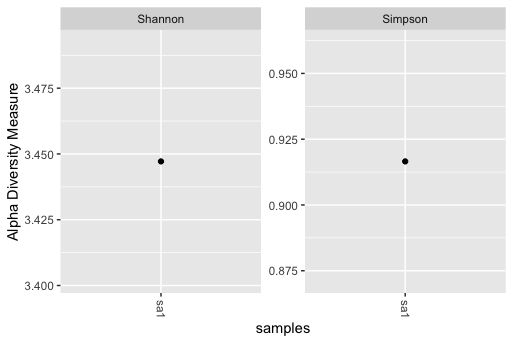 Shannon
Simpson
Alpha Diversity Measure
3.475
3.450
3.425
3.400
0.950
0.925
0.900
0.875
sa1
sa1
samples